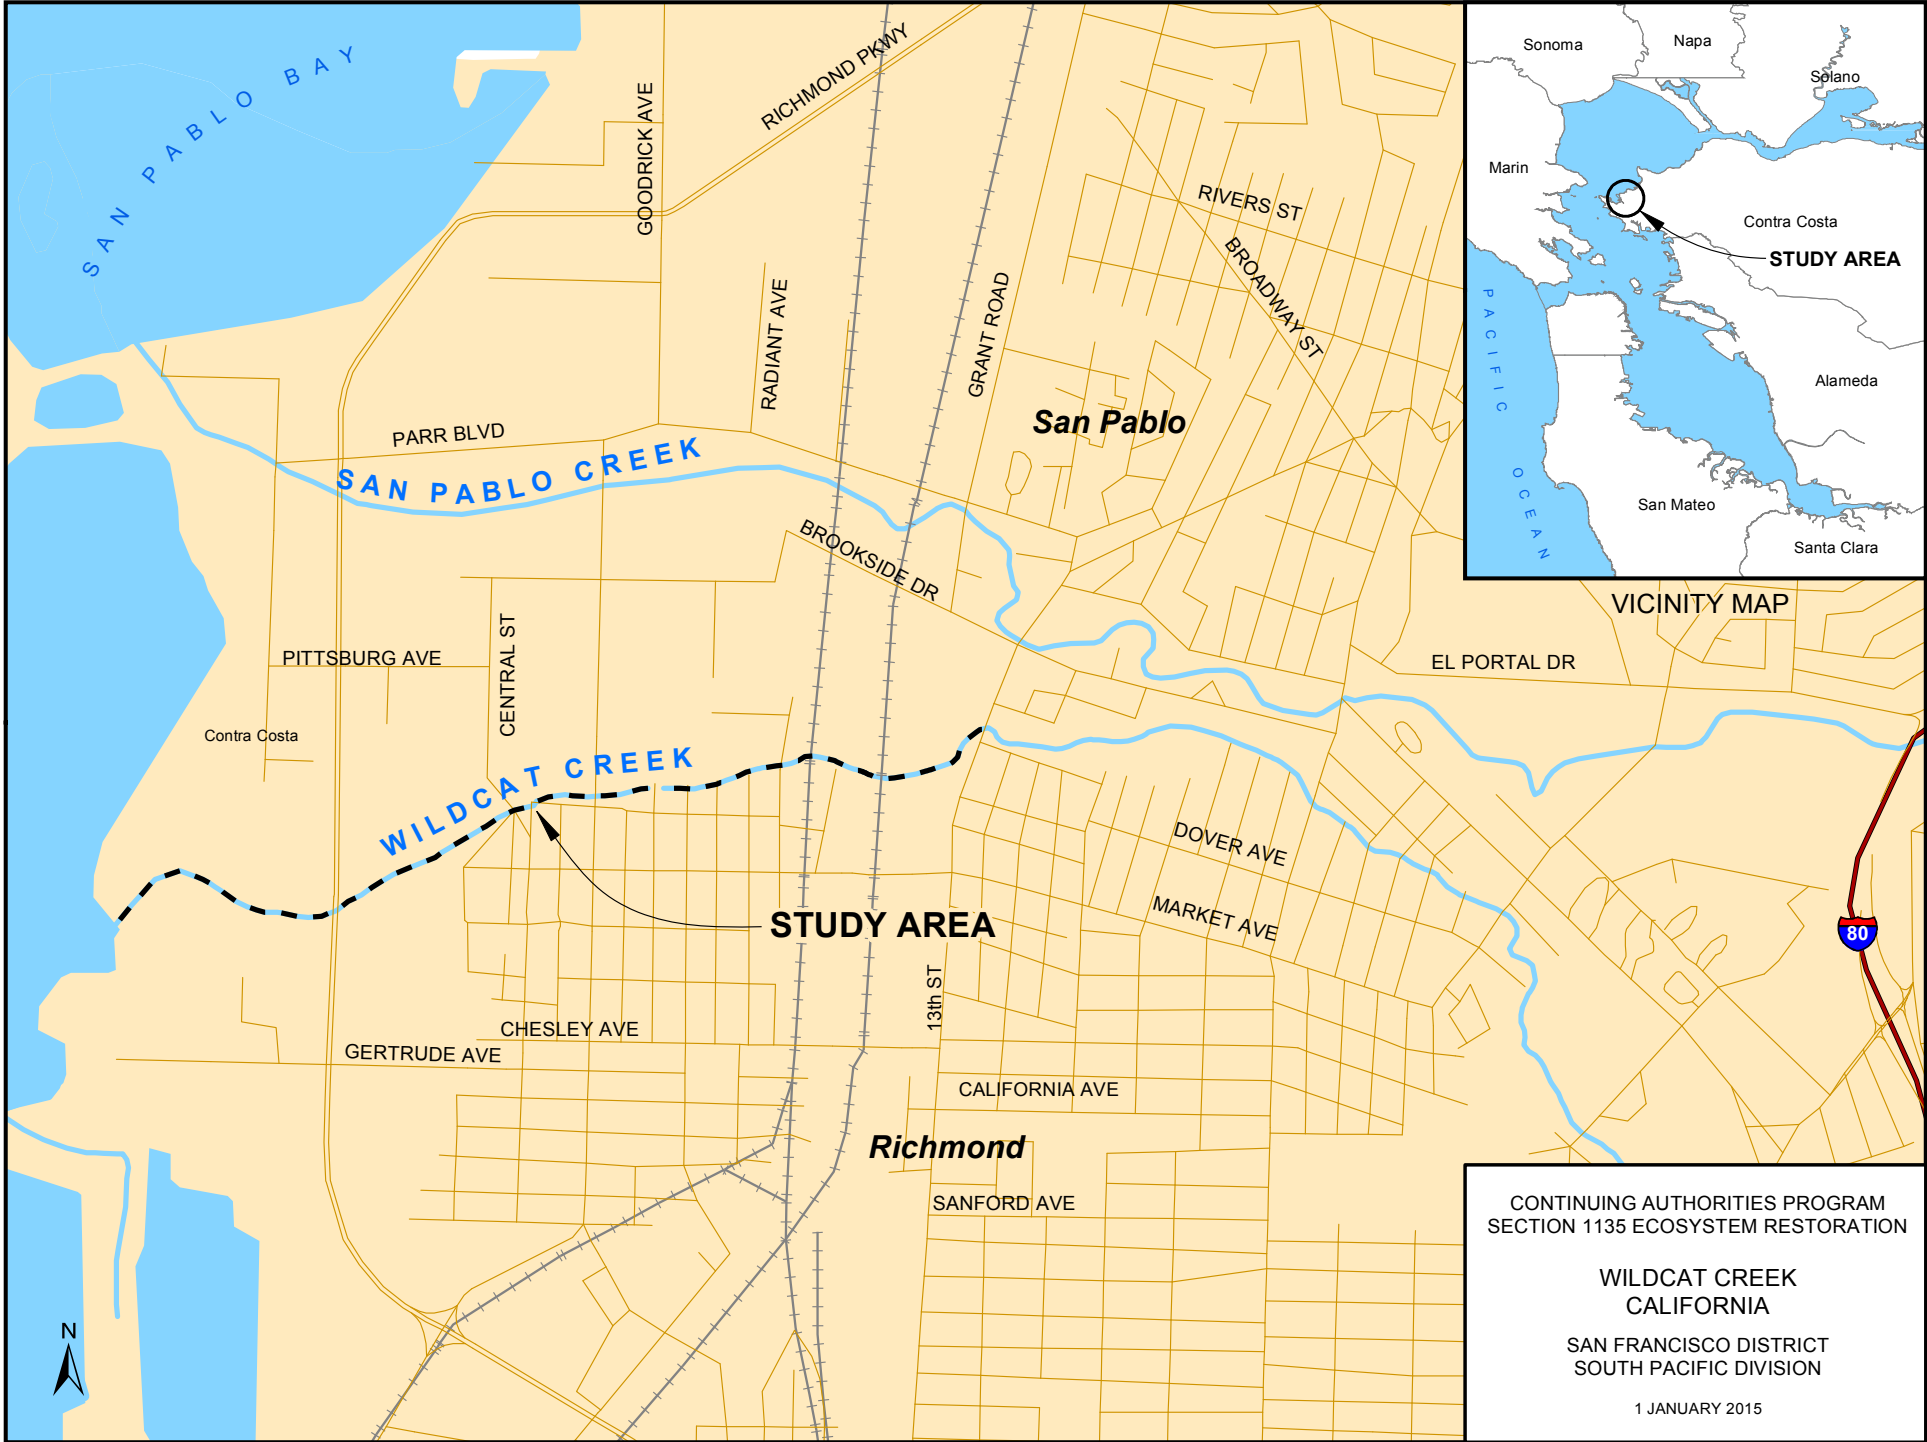 SAN PABLO BAY
GOODRICK AVE
RICHMOND PKWY
RIVERS ST
BROADWAY ST
RADIANT AVE
GRANT ROAD
San Pablo
PARR BLVD
SAN PABLO CREEK
BROOKSIDE DR
CENTRAL ST
PITTSBURG AVE
EL PORTAL DR
Contra Costa
WILDCAT CREEK
DOVER AVE
MARKET AVE
STUDY AREA
80
13th ST
CHESLEY AVE
GERTRUDE AVE
CALIFORNIA AVE
Richmond
SANFORD AVE
N
Sonoma
Napa
Solano
Marin
Contra Costa
STUDY AREA
PACIFIC OCEAN
Alameda
San Mateo
Santa Clara
VICINITY MAP
CONTINUING AUTHORITIES PROGRAM
SECTION 1135 ECOSYSTEM RESTORATION
WILDCAT CREEK
CALIFORNIA
SAN FRANCISCO DISTRICT
SOUTH PACIFIC DIVISION
1 JANUARY 2015